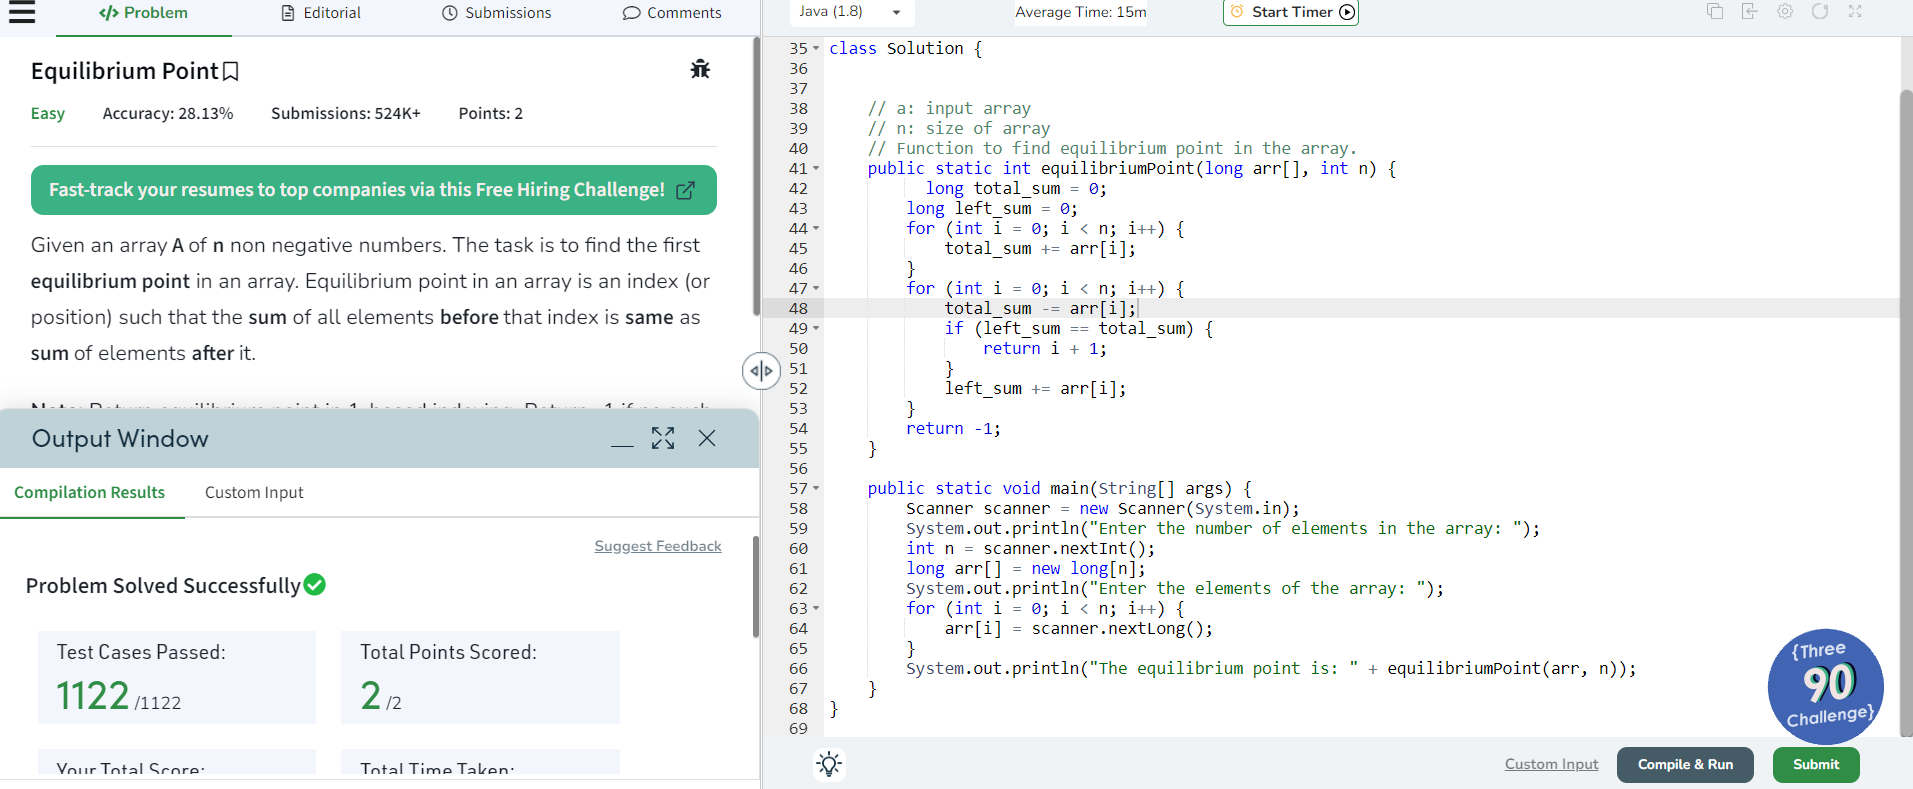 Problem
Editorial
Submissions
Comments
Equilibrium Point
Easy
Accuracy: 28.13%
Submissions: 524K+
Points: 2
Fast-track your resumes to top companies via this Free Hiring Challenge!
Given an array A of n non negative numbers. The task is to find the first
equilibrium point in an array. Equilibrium point in an array is an index (or
position) such that the sum of all elements before that index is same as
sum of elements after it.
Output Window
Compilation Results
Custom Input
Suggest Feedback
Problem Solved Successfully
Test Cases Passed:
1122 /1122
Total Points Scored:
2 /2
Your Total Score:
Total Time Taken:
Java (1.8)
Average Time: 15m
Start Timer
35 class Solution {
36
37
38 // a: input array
39 // n: size of array
40 // Function to find equilibrium point in the array.
41 public static int equilibriumPoint(long arr[], int n) {
42 long total_sum = 0;
43 long left_sum = 0;
44 for (int i = 0; i < n; i++) {
45 total_sum += arr[i];
46 }
47 for (int i = 0; i < n; i++) {
48 total_sum -= arr[i];
49 if (left_sum == total_sum) {
50 return i + 1;
51 }
52 left_sum += arr[i];
53 }
54 return -1;
55 }
56
57 public static void main(String[] args) {
58 Scanner scanner = new Scanner(System.in);
59 System.out.println("Enter the number of elements in the array: ");
60 int n = scanner.nextInt();
61 long arr[] = new long[n];
62 System.out.println("Enter the elements of the array: ");
63 for (int i = 0; i < n; i++) {
64 arr[i] = scanner.nextLong();
65 }
66 System.out.println("The equilibrium point is: " + equilibriumPoint(arr, n));
67 }
68 }
69
{Three
90
Challenge}
Custom Input
Compile & Run
Submit